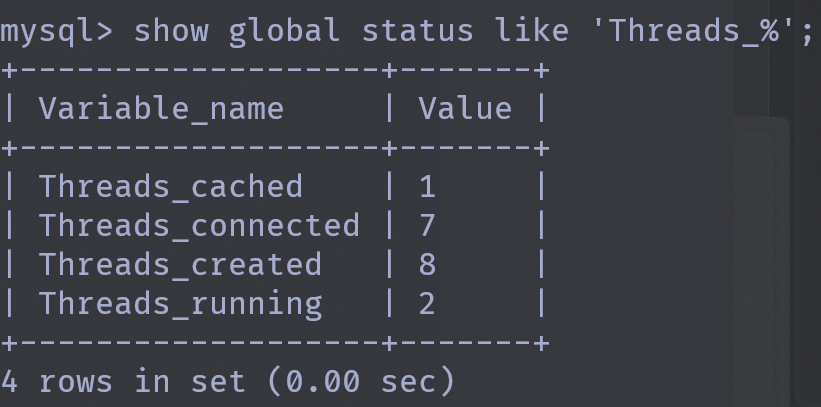 mysql> show global status like 'Threads_%';
+-------------------+-------+
| Variable_name     | Value |
+-------------------+-------+
| Threads_cached    | 1     |
| Threads_connected | 7     |
| Threads_created   | 8     |
| Threads_running   | 2     |
+-------------------+-------+
4 rows in set (0.00 sec)